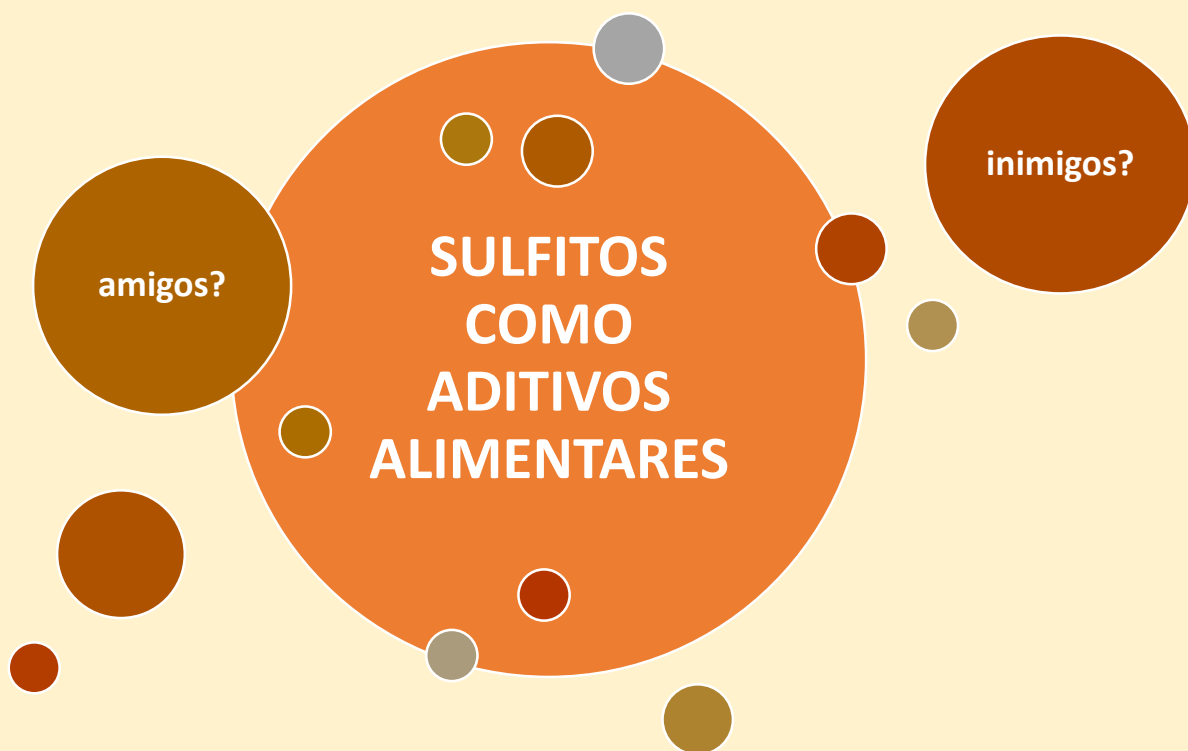 amigos?
SULFITOS
COMO
ADITIVOS
ALIMENTARES
inimigos?